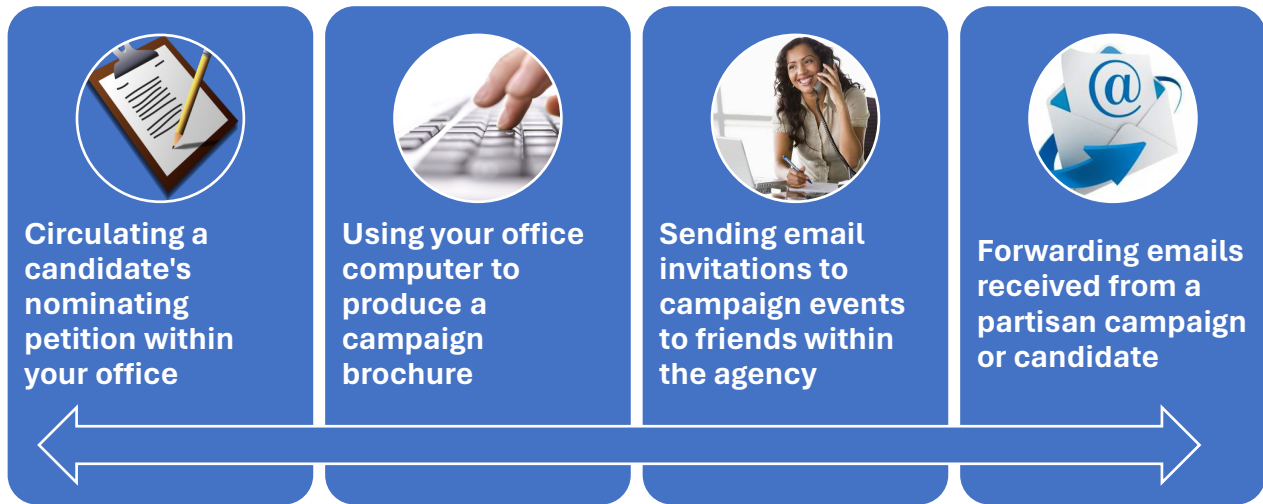 Circulating a
candidate's
nominating
petition within
your office
Using your office
computer to
produce a
campaign
brochure
Sending email
invitations to
campaign events
to friends within
the agency
Forwarding emails
received from a
partisan campaign
or candidate
@